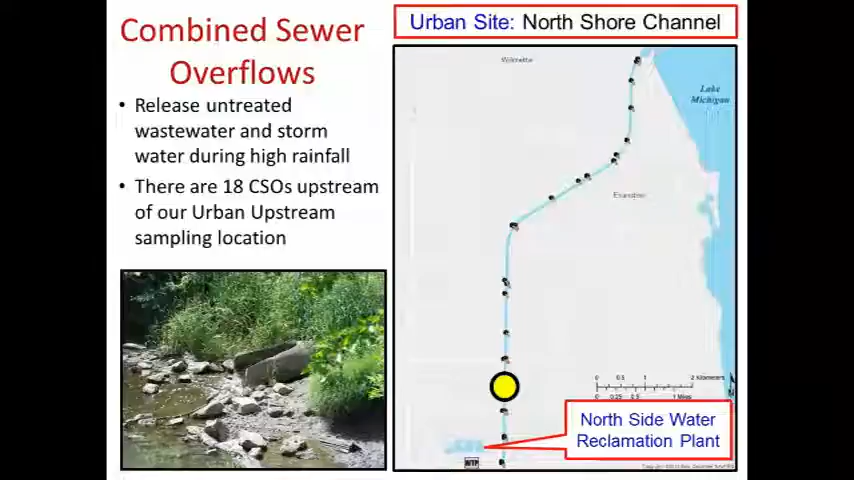 Combined Sewer
Overflows
• Release untreated
wastewater and storm
water during high rainfall
• There are 18 CSOs upstream
of our Urban Upstream
sampling location
Urban Site: North Shore Channel
Wilmette
Lake
Michigan
Evanston
0 0.5 1 2 Kilometers
0 0.25 0.5 1 Miles
North Side Water
Reclamation Plant
WTP